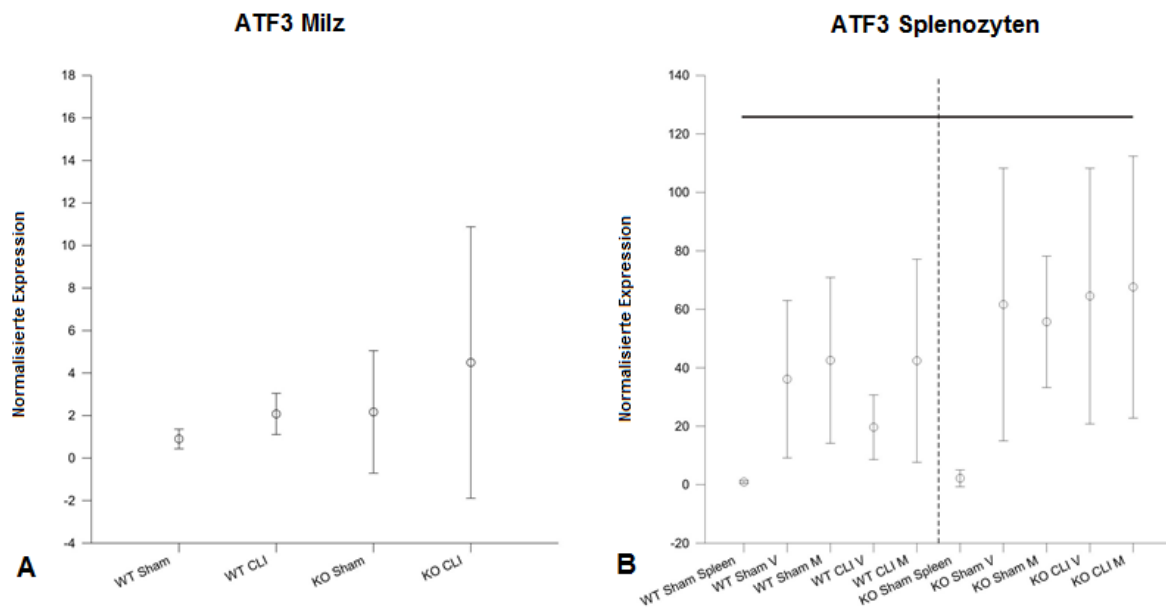 ATF3 Milz
Normalisierte Expression
18
16
14
12
10
8
6
4
2
0
-2
-4
WT Sham
WT CLI
KO Sham
KO CLI
A
ATF3 Splenozyten
Normalisierte Expression
140
120
100
80
60
40
20
0
-20
WT Sham Spleen
WT Sham V
WT Sham M
WT CLI V
WT CLI M
KO Sham Spleen
KO Sham V
KO Sham M
KO CLI V
KO CLI M
B